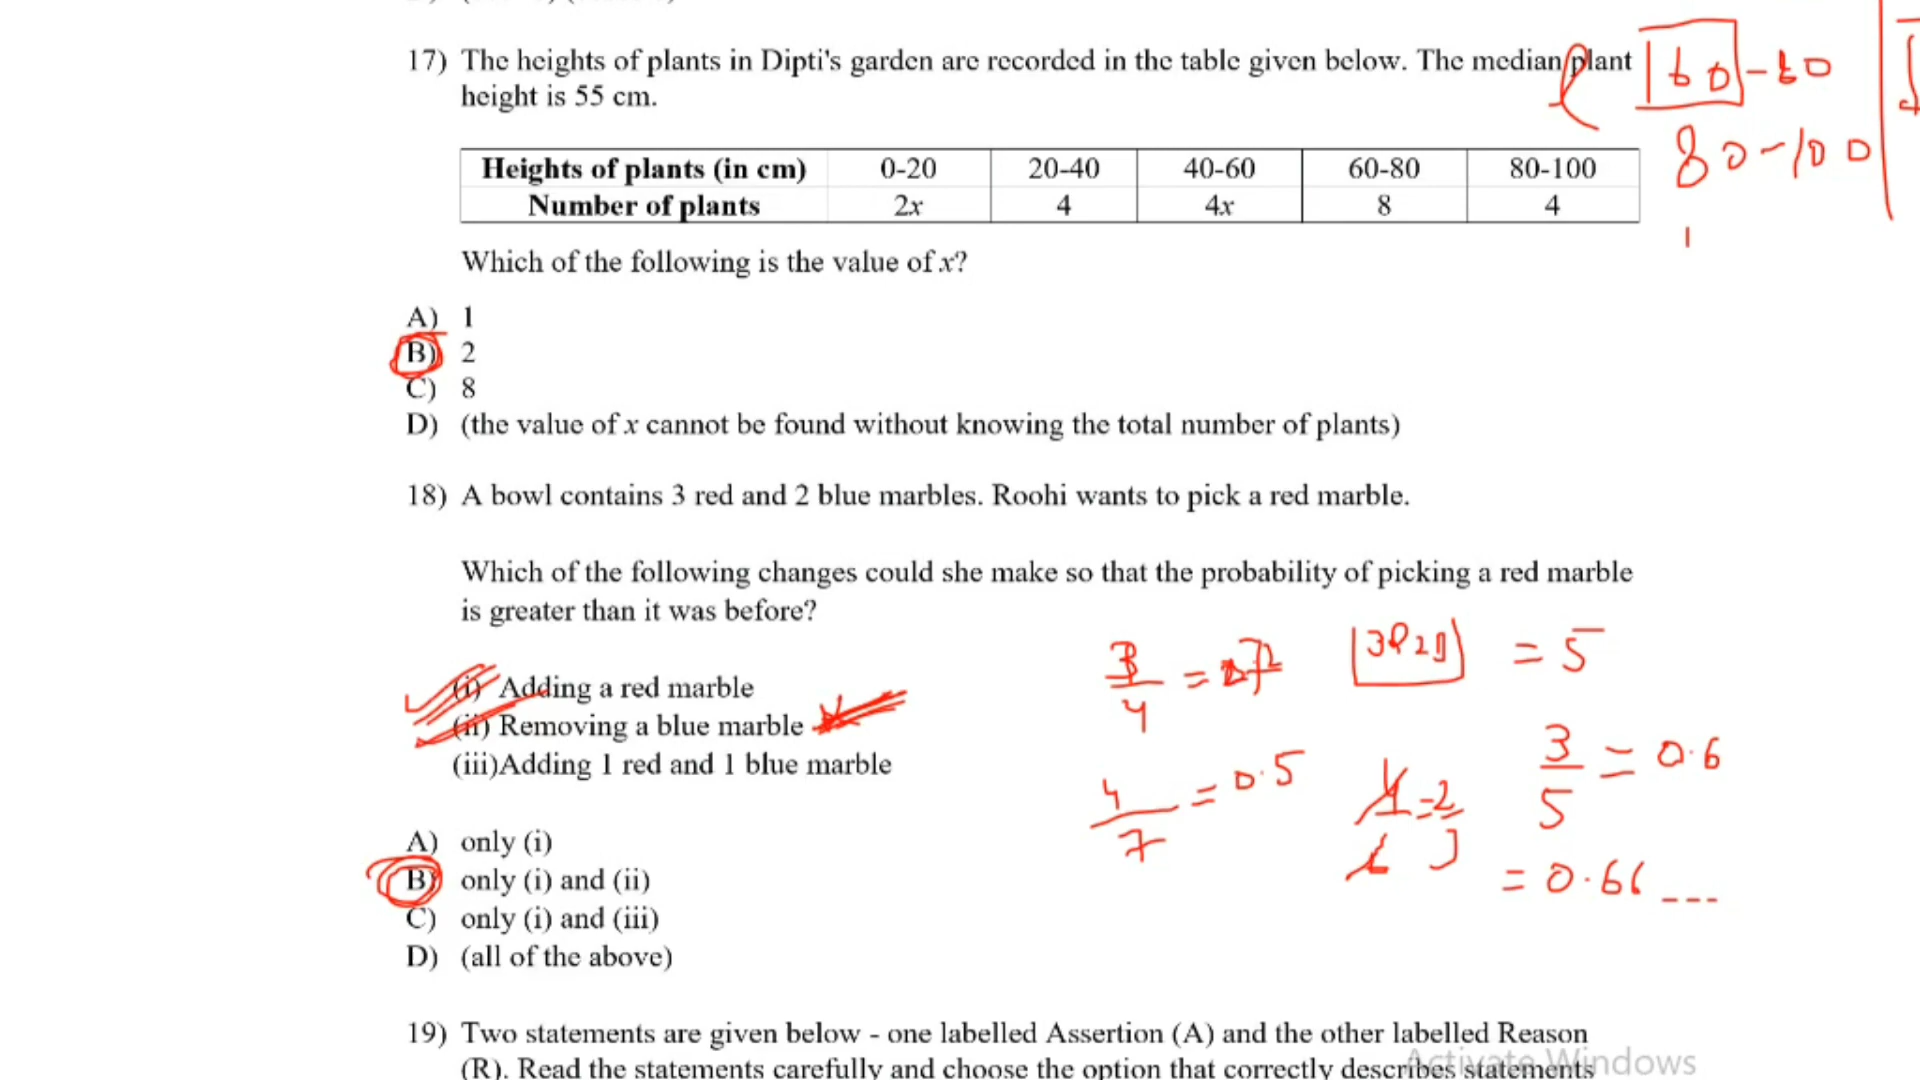 17) The heights of plants in Dipti's garden are recorded in the table given below. The median plant
height is 55 cm.
60-80
80-100
Heights of plants (in cm) 0-20 20-40 40-60 60-80 80-100
Number of plants 2x 4 4x 8 4
Which of the following is the value of x?
A) 1
B) 2
C) 8
D) (the value of x cannot be found without knowing the total number of plants)
18) A bowl contains 3 red and 2 blue marbles. Roohi wants to pick a red marble.
Which of the following changes could she make so that the probability of picking a red marble
is greater than it was before?
(i) Adding a red marble
(ii) Removing a blue marble
(iii)Adding 1 red and 1 blue marble
3/4 =
= 5
3/5 = 0.6
4/7 = 0.5
= 0.66 ---
A) only (i)
B) only (i) and (ii)
C) only (i) and (iii)
D) (all of the above)
19) Two statements are given below - one labelled Assertion (A) and the other labelled Reason
(R). Read the statements carefully and choose the option that correctly describes statements
Activate Windows